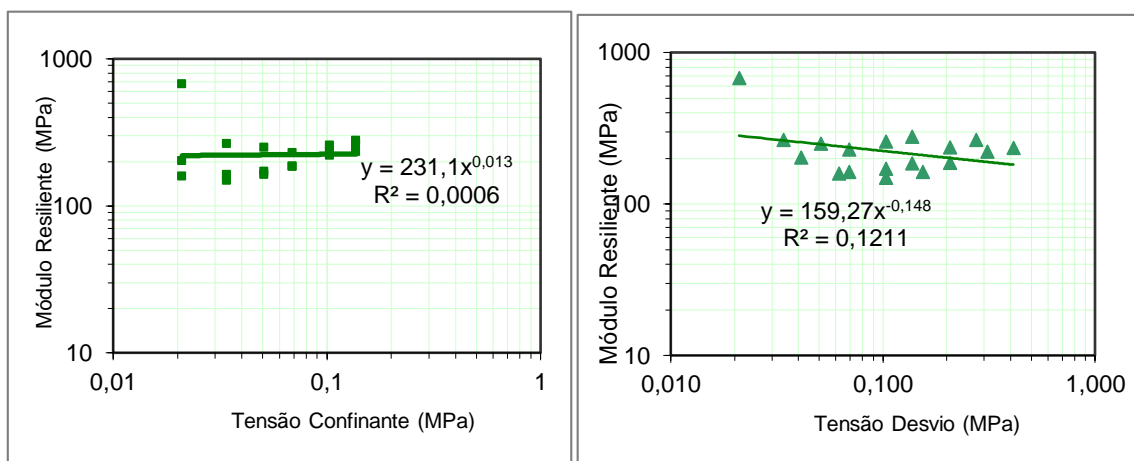 1000
100
10
0,01
0,1
1
Módulo Resiliente (MPa)
Tensão Confinante (MPa)
y = 231,1x^0,013
R² = 0,0006
1000
100
10
0,010
0,100
1,000
Módulo Resiliente (MPa)
Tensão Desvio (MPa)
y = 159,27x^-0,148
R² = 0,1211